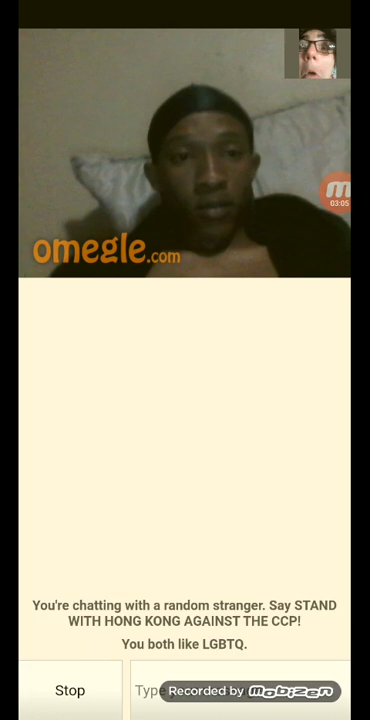 03:05
omegle.com
You're chatting with a random stranger. Say STAND
WITH HONG KONG AGAINST THE CCP!
You both like LGBTQ.
Stop
Type
Recorded by mobizen